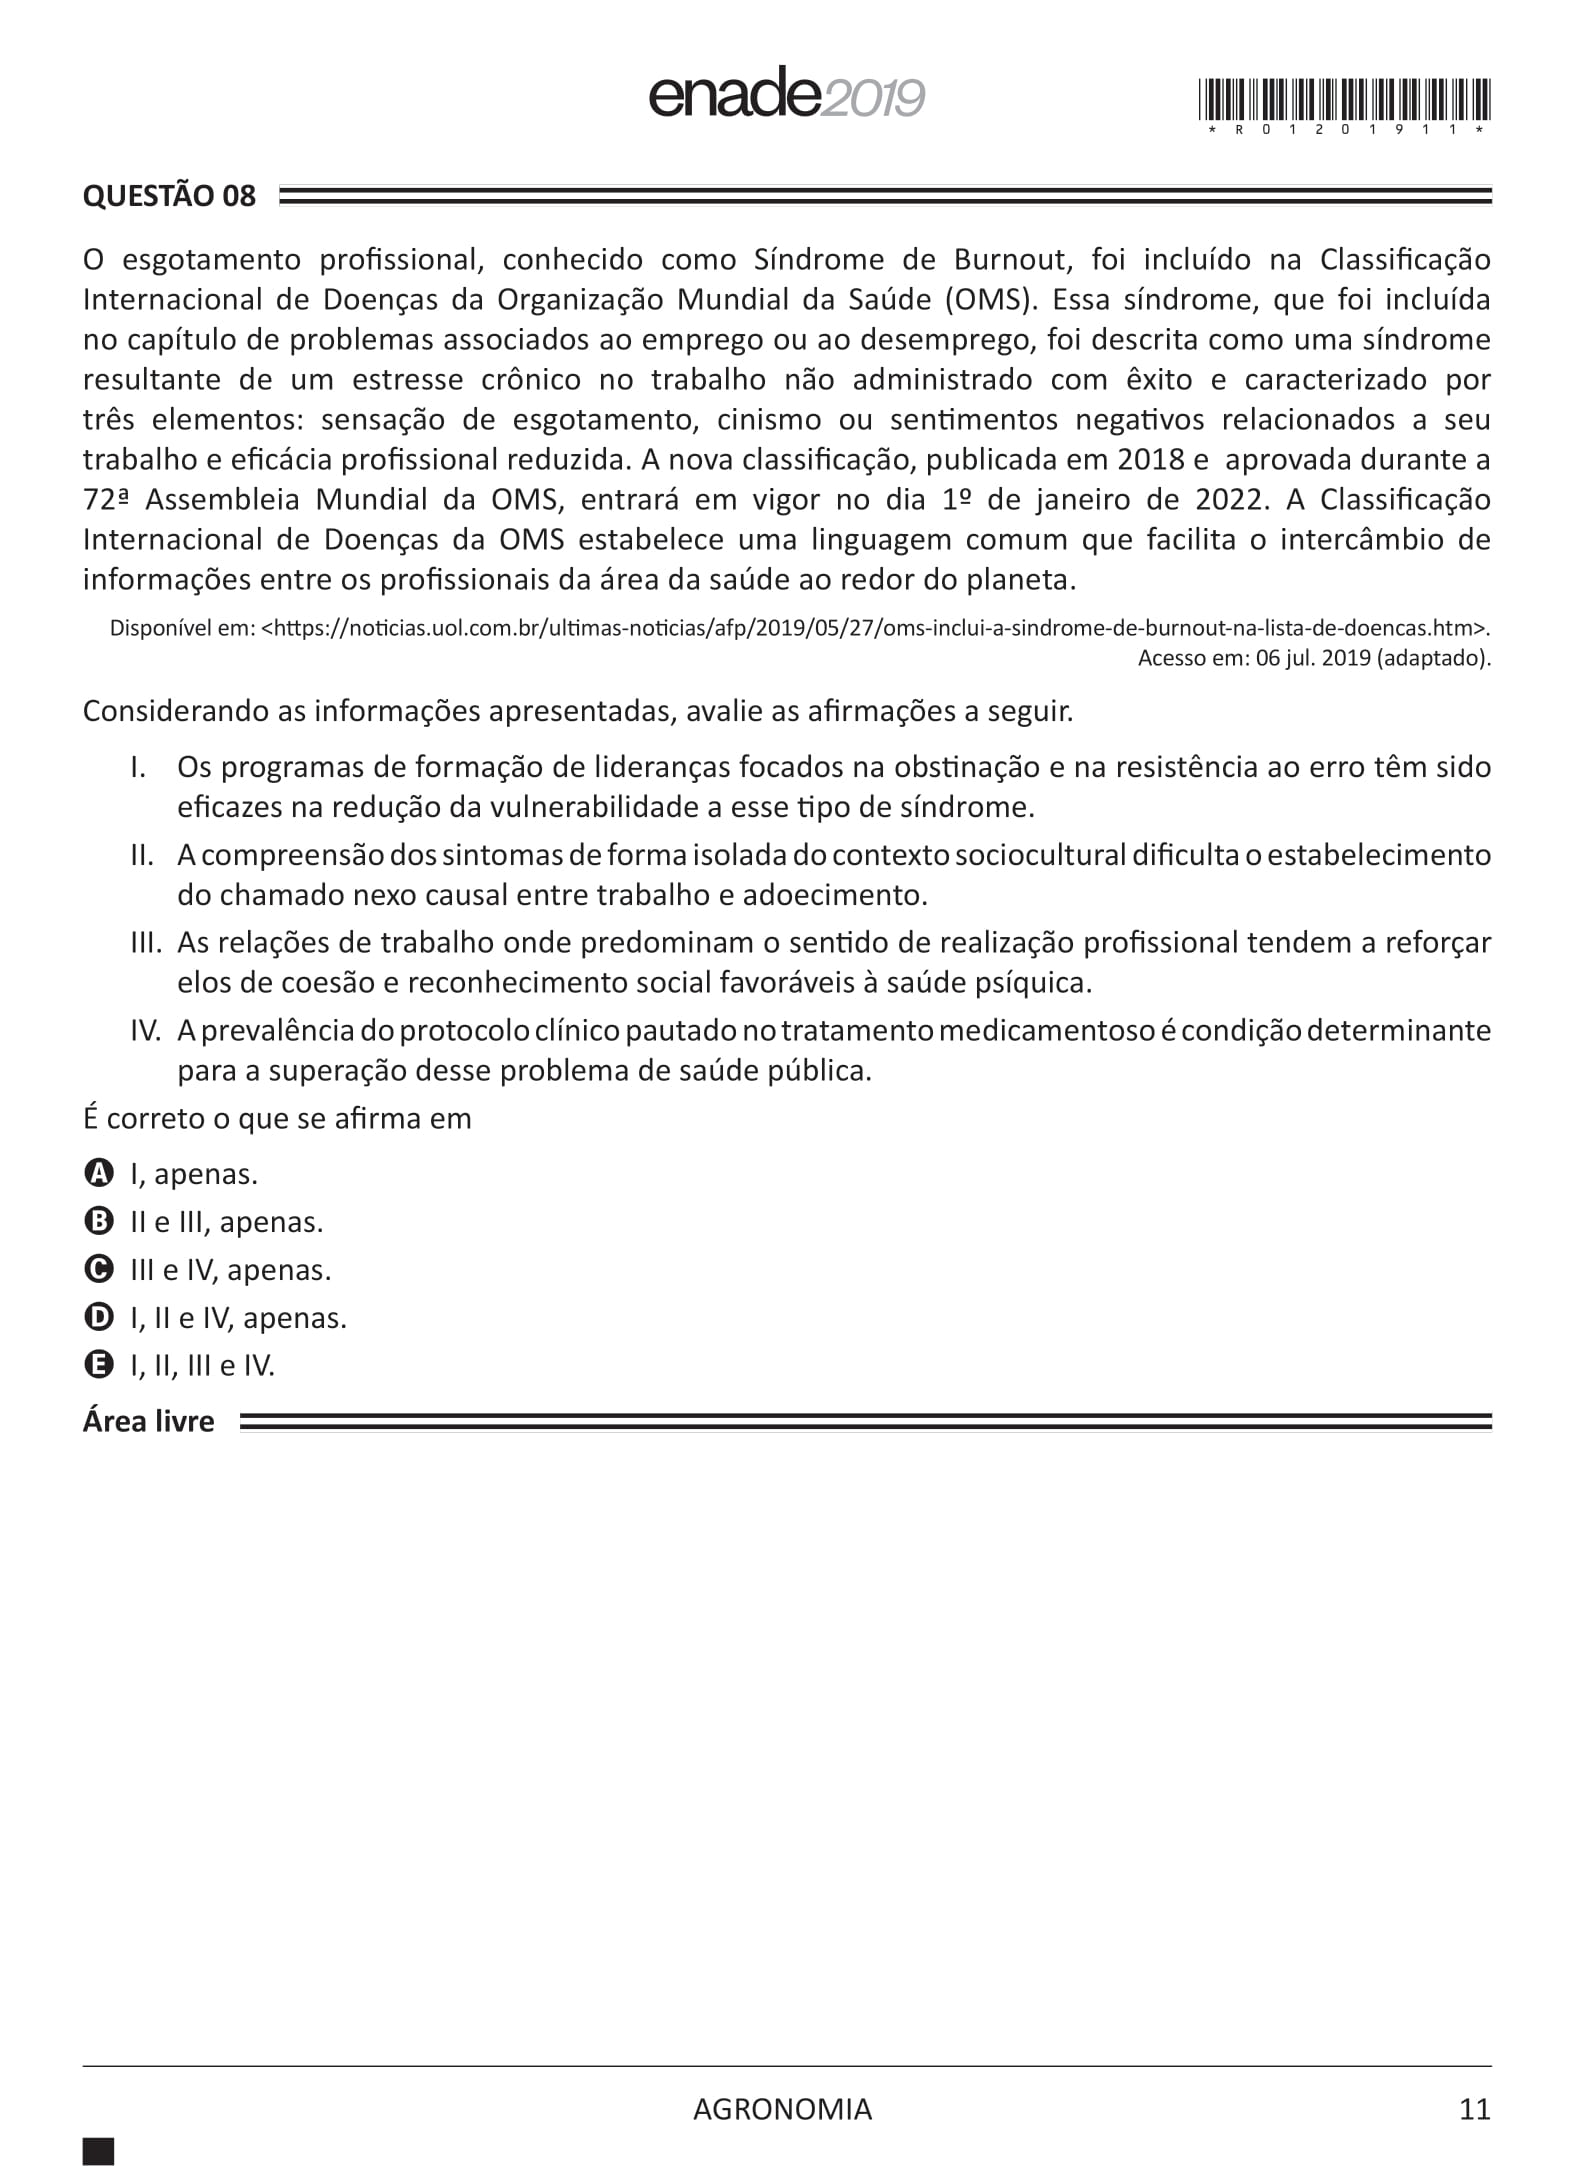 enade2019
*R01201911*
QUESTÃO 08
O esgotamento profissional, conhecido como Síndrome de Burnout, foi incluído na Classificação
Internacional de Doenças da Organização Mundial da Saúde (OMS). Essa síndrome, que foi incluída
no capítulo de problemas associados ao emprego ou ao desemprego, foi descrita como uma síndrome
resultante de um estresse crônico no trabalho não administrado com êxito e caracterizado por
três elementos: sensação de esgotamento, cinismo ou sentimentos negativos relacionados a seu
trabalho e eficácia profissional reduzida. A nova classificação, publicada em 2018 e aprovada durante a
72ª Assembleia Mundial da OMS, entrará em vigor no dia 1º de janeiro de 2022. A Classificação
Internacional de Doenças da OMS estabelece uma linguagem comum que facilita o intercâmbio de
informações entre os profissionais da área da saúde ao redor do planeta.
Disponível em: <https://noticias.uol.com.br/ultimas-noticias/afp/2019/05/27/oms-inclui-a-sindrome-de-burnout-na-lista-de-doencas.htm>.
Acesso em: 06 jul. 2019 (adaptado).
Considerando as informações apresentadas, avalie as afirmações a seguir.
I. Os programas de formação de lideranças focados na obstinação e na resistência ao erro têm sido
eficazes na redução da vulnerabilidade a esse tipo de síndrome.
II. A compreensão dos sintomas de forma isolada do contexto sociocultural dificulta o estabelecimento
do chamado nexo causal entre trabalho e adoecimento.
III. As relações de trabalho onde predominam o sentido de realização profissional tendem a reforçar
elos de coesão e reconhecimento social favoráveis à saúde psíquica.
IV. A prevalência do protocolo clínico pautado no tratamento medicamentoso é condição determinante
para a superação desse problema de saúde pública.
É correto o que se afirma em
A I, apenas.
B II e III, apenas.
C III e IV, apenas.
D I, II e IV, apenas.
E I, II, III e IV.
Área livre
AGRONOMIA
11